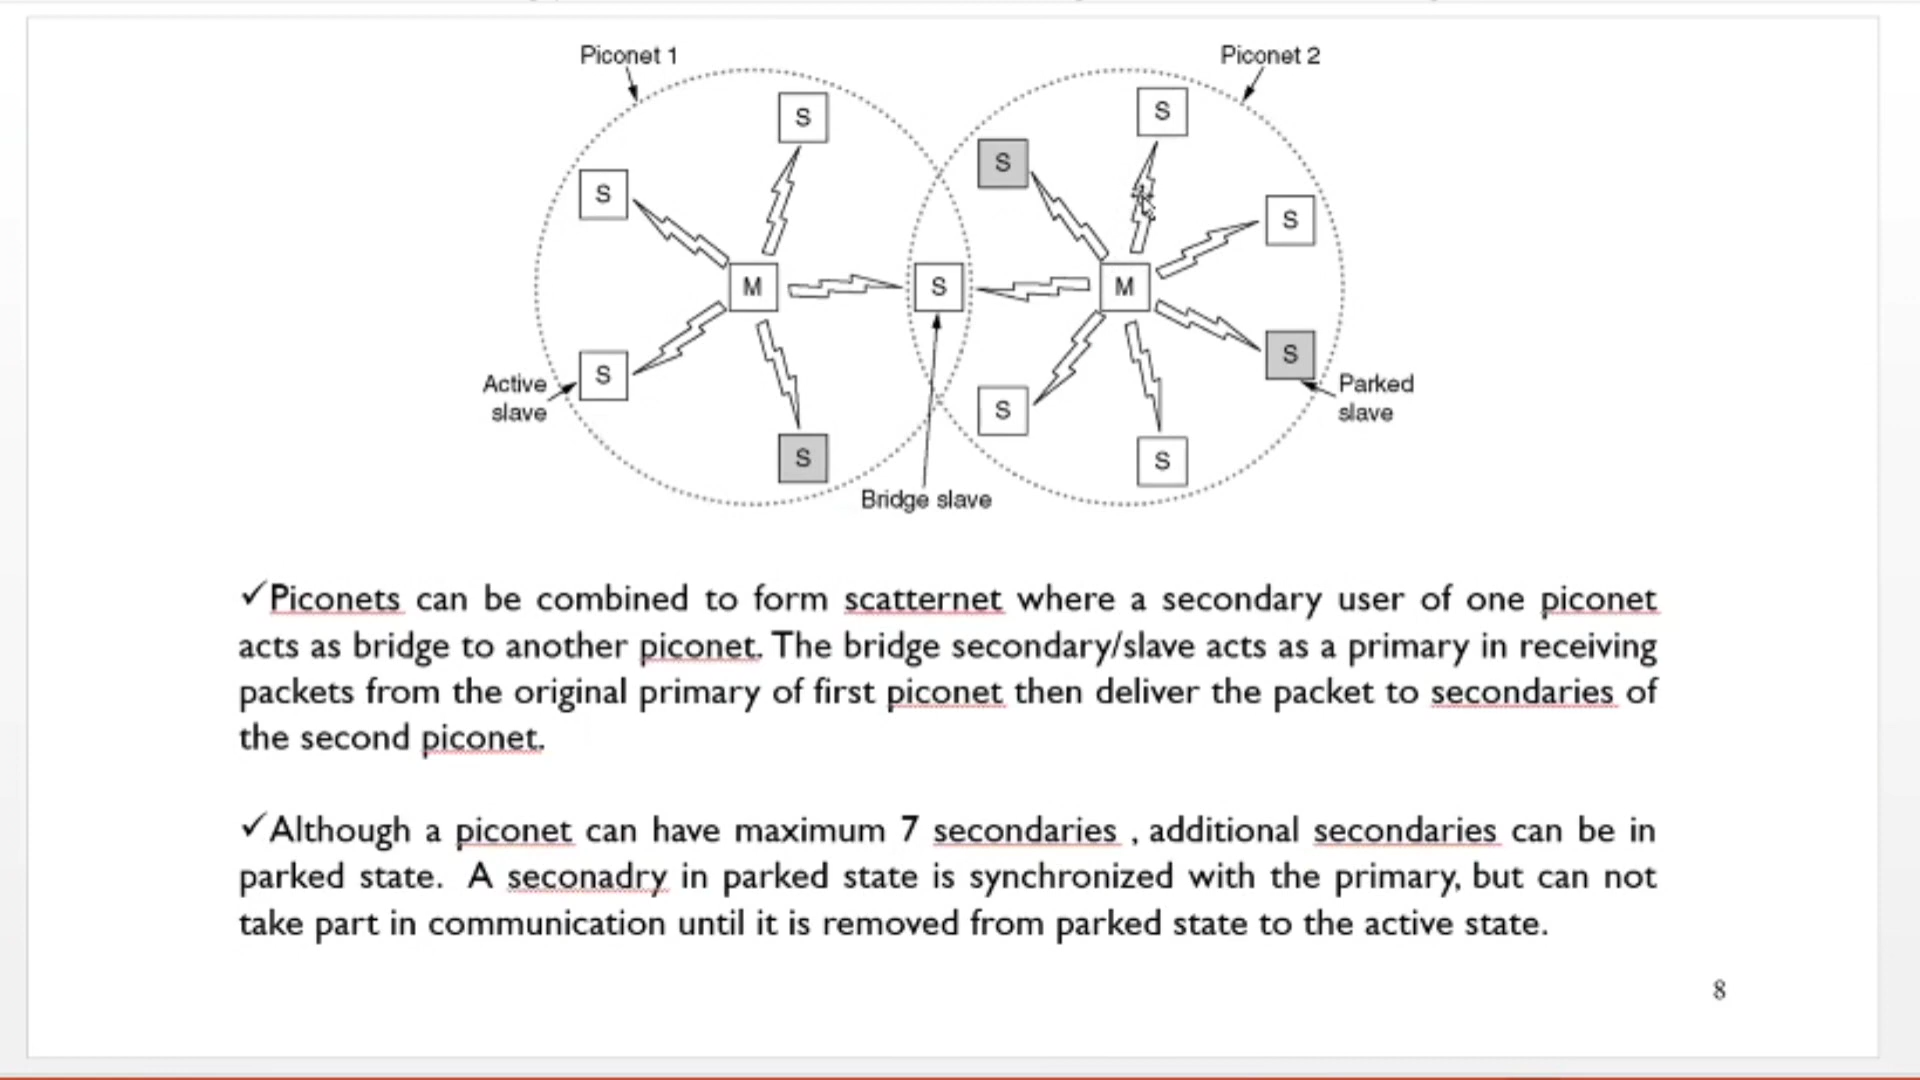 Piconet 1
Piconet 2
S
S
S
S
S
M
S
M
S
S
S
Active
slave
Parked
slave
S
S
S
Bridge slave
✓Piconets can be combined to form scatternet where a secondary user of one piconet
acts as bridge to another piconet. The bridge secondary/slave acts as a primary in receiving
packets from the original primary of first piconet then deliver the packet to secondaries of
the second piconet.
✓Although a piconet can have maximum 7 secondaries , additional secondaries can be in
parked state. A seconadry in parked state is synchronized with the primary, but can not
take part in communication until it is removed from parked state to the active state.
8